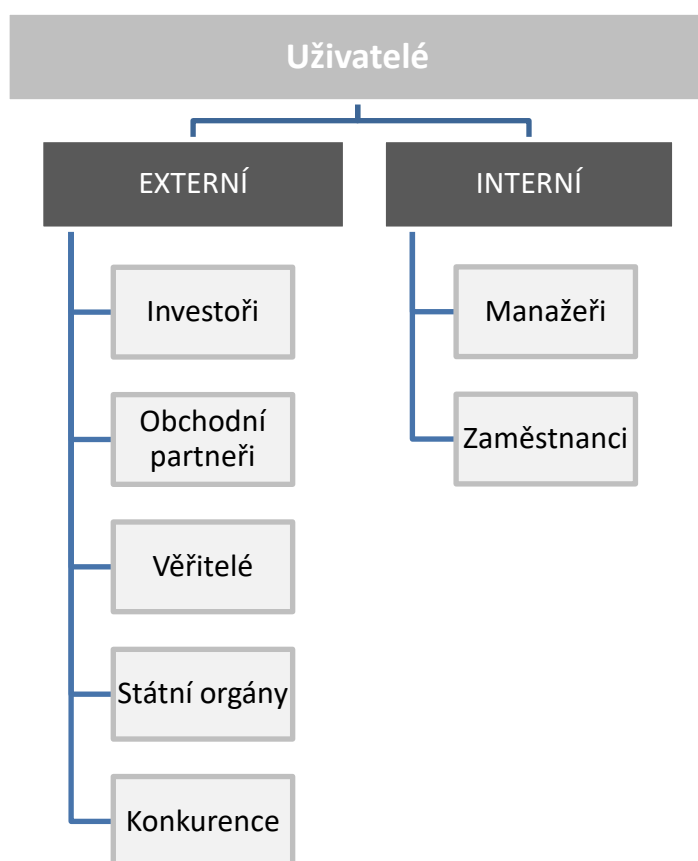 Uživatelé
EXTERNÍ
INTERNÍ
Investoři
Manažeři
Obchodní
partneři
Zaměstnanci
Věřitelé
Státní orgány
Konkurence